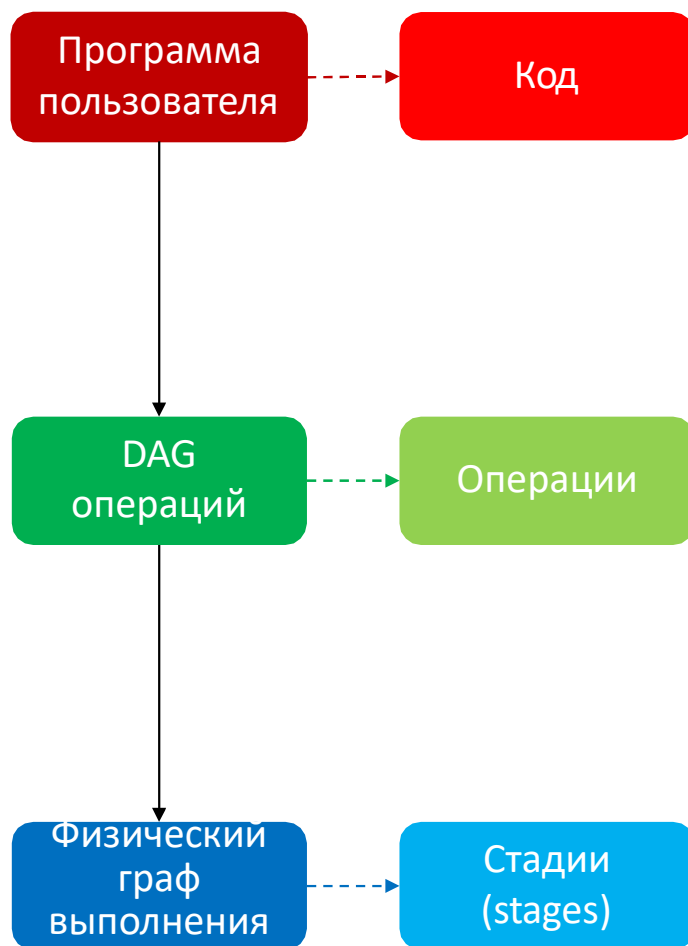 Программа
пользователя
Код
DAG
операций
Операции
Физический
граф
выполнения
Стадии
(stages)